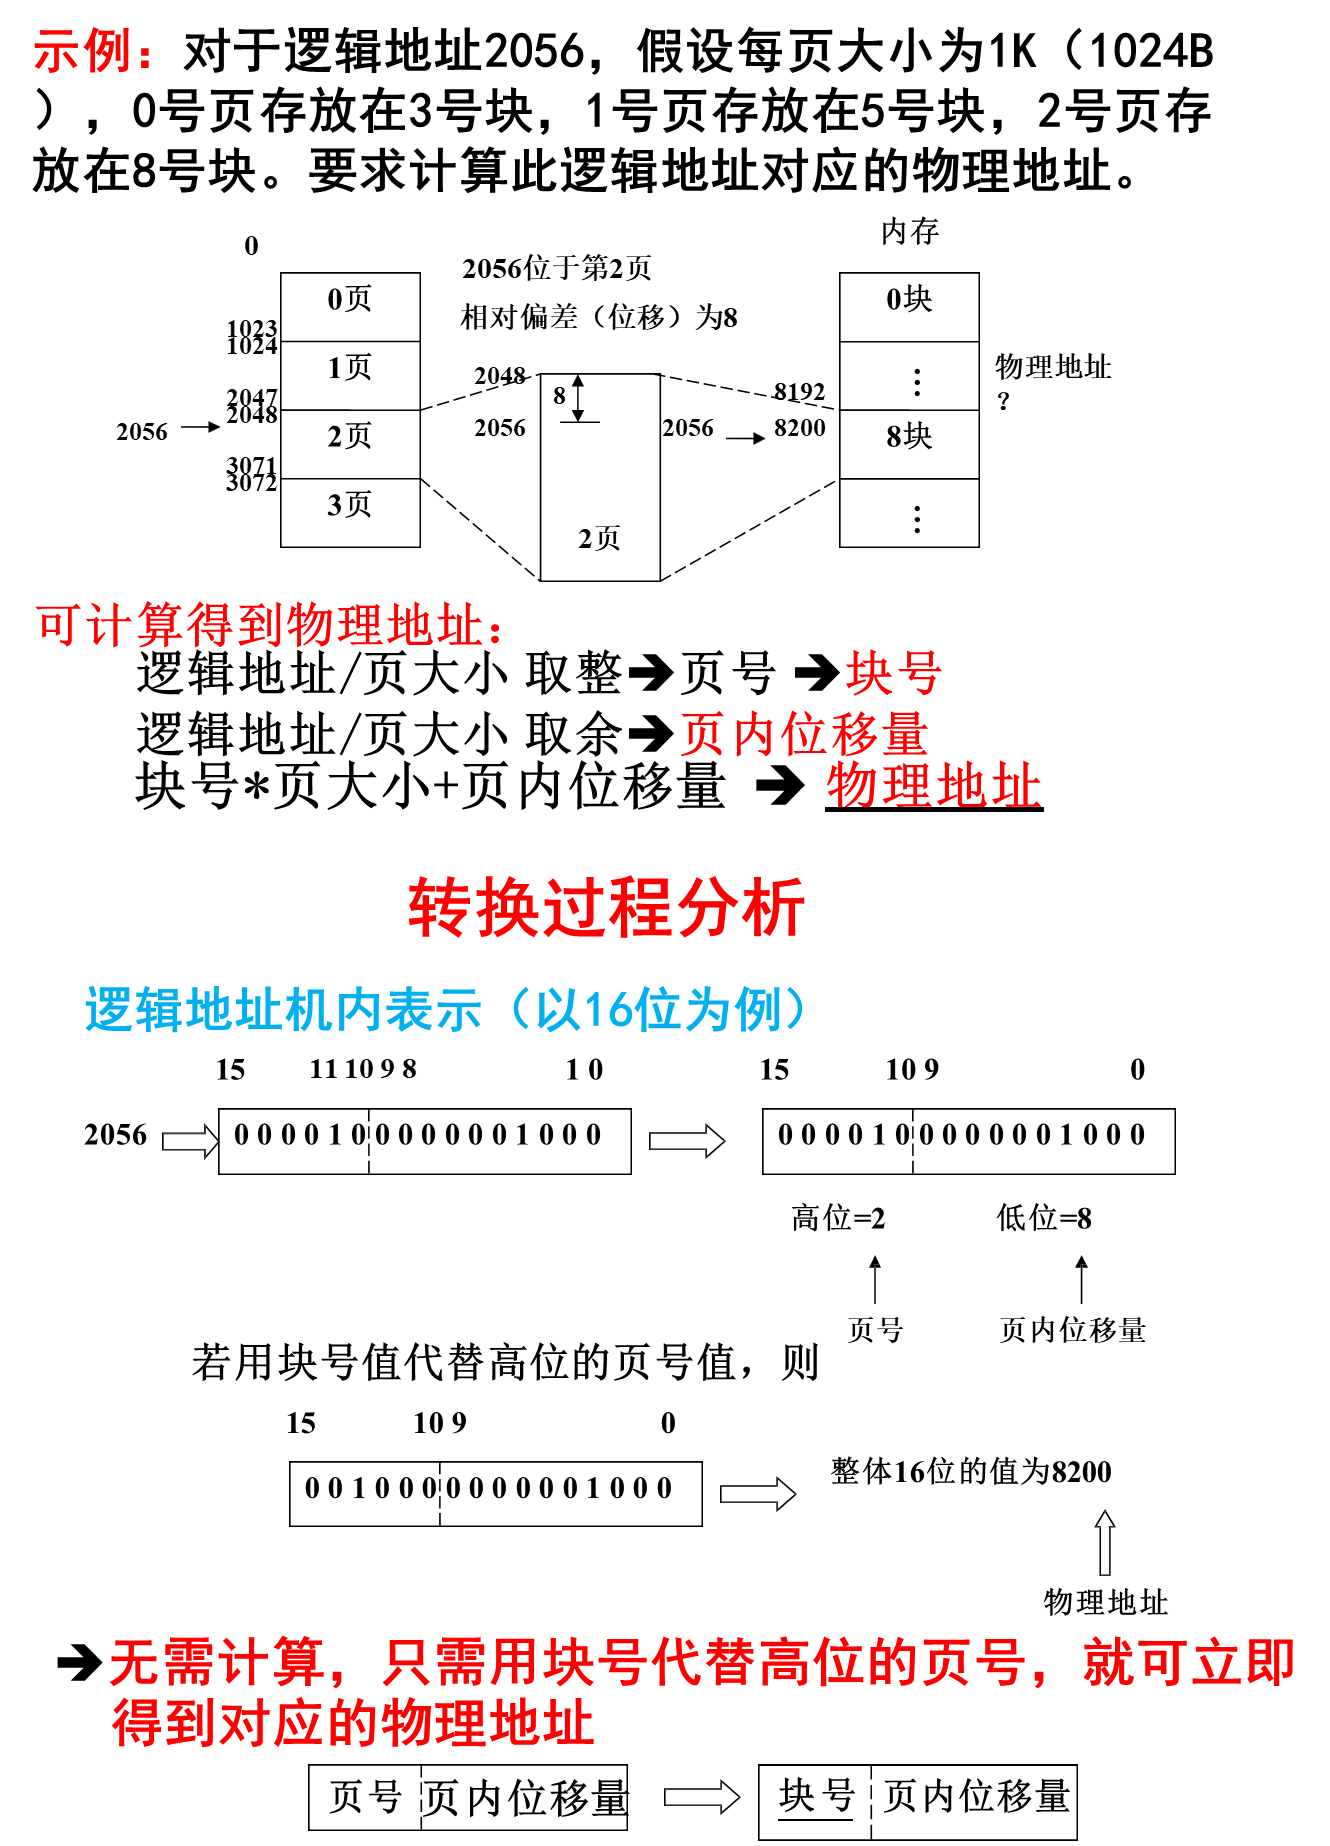 示例：对于逻辑地址2056，假设每页大小为1K（1024B
），0号页存放在3号块，1号页存放在5号块，2号页存
放在8号块。要求计算此逻辑地址对应的物理地址。
内存
0
2056位于第2页
相对偏差（位移）为8
0页
0块
1023
1024
1页
物理地址
？
2047
2048
2048
8
8192
2056
2页
2056
2056
8200
8块
3071
3072
3页
2页
可计算得到物理地址：
逻辑地址/页大小 取整➔页号 ➔块号
逻辑地址/页大小 取余➔页内位移量
块号*页大小+页内位移量 ➔ 物理地址
转换过程分析
逻辑地址机内表示（以16位为例）
15 11 10 9 8 1 0
15 10 9 0
2056
0 0 0 0 1 0 0 0 0 0 0 0 1 0 0 0
0 0 0 0 1 0 0 0 0 0 0 0 1 0 0 0
高位=2
低位=8
页号
页内位移量
若用块号值代替高位的页号值，则
15 10 9 0
0 0 1 0 0 0 0 0 0 0 0 0 1 0 0 0
整体16位的值为8200
物理地址
➔无需计算，只需用块号代替高位的页号，就可立即
得到对应的物理地址
页号 页内位移量
块号 页内位移量